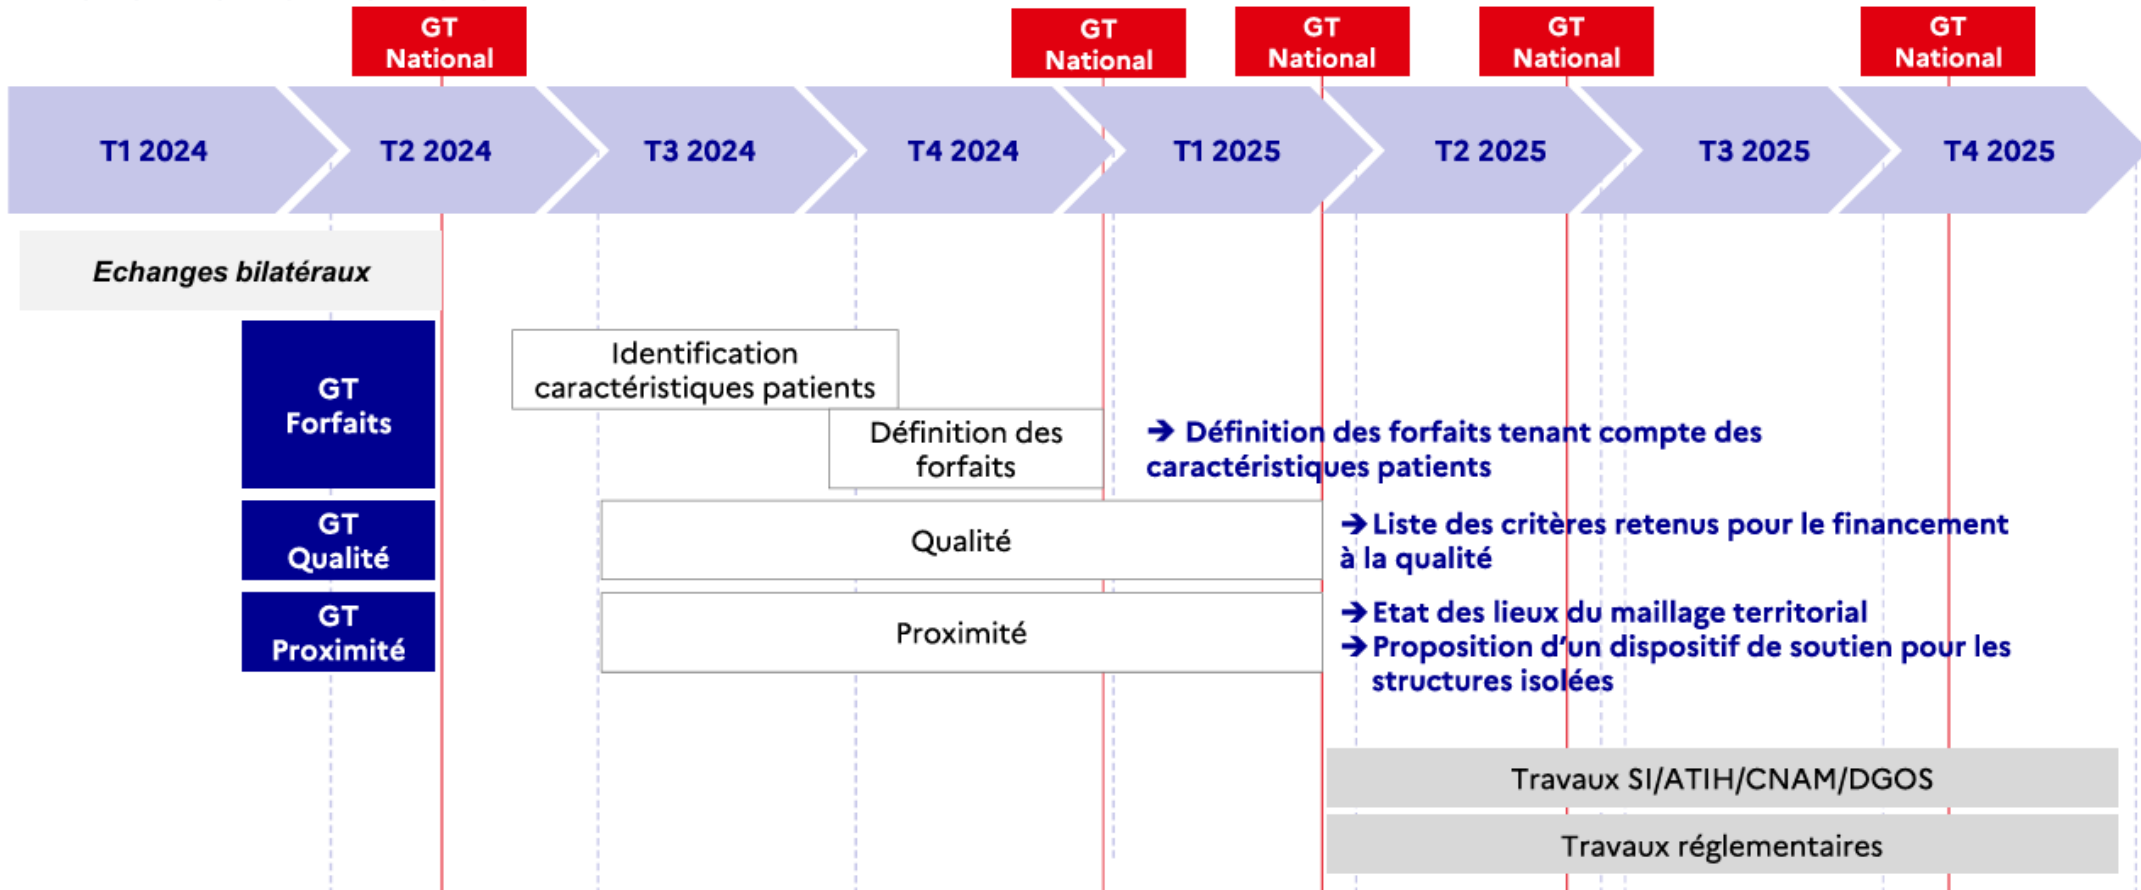 GT
National
GT
National
GT
National
GT
National
GT
National
T1 2024
T2 2024
T3 2024
T4 2024
T1 2025
T2 2025
T3 2025
T4 2025
Echanges bilatéraux
GT
Forfaits
Identification
caractéristiques patients
Définition des
forfaits
➔ Définition des forfaits tenant compte des
caractéristiques patients
GT
Qualité
Qualité
➔ Liste des critères retenus pour le financement
à la qualité
GT
Proximité
Proximité
➔ Etat des lieux du maillage territorial
➔ Proposition d’un dispositif de soutien pour les
structures isolées
Travaux SI/ATIH/CNAM/DGOS
Travaux réglementaires